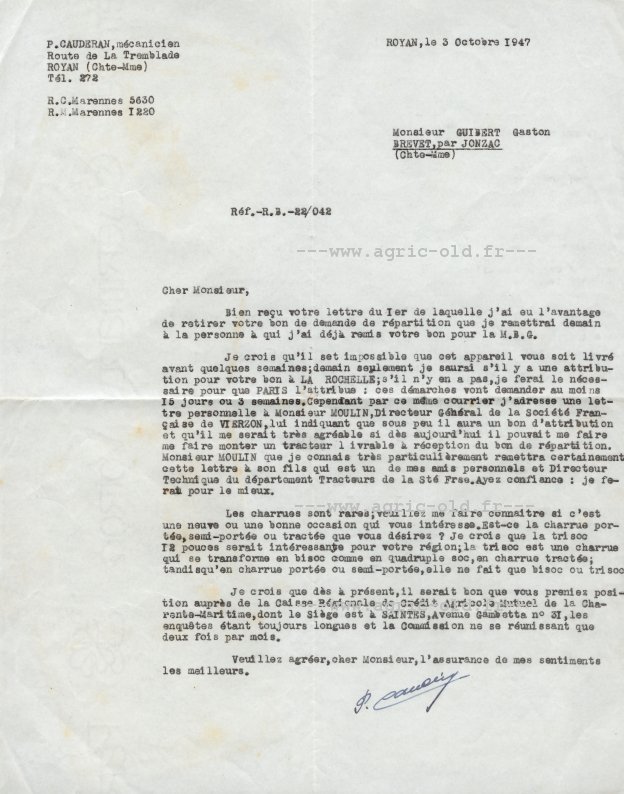 P.CAUDERAN,mécanicien
Route de La Tremblade
ROYAN (Chte-Mme)
Tél. 272
R.C.Marennes 5630
R.M.Marennes I220
ROYAN,le 3 Octobre 1947
Monsieur GUIBERT Gaston
BREVET,par JONZAC
(Chte-Mme)
Réf.-R.B.-22/042
---www.agric-old.fr---
Cher Monsieur,
Bien reçu votre lettre du Ier de laquelle j'ai eu l'avantage
de retirer votre bon de demande de répartition que je remettrai demain
à la personne à qui j'ai déjà remis votre bon pour la M.B.G.
Je crois qu'il set impossible que cet appareil vous soit livré
avant quelques semaines;demain seulement je saurai s'il y a une attribu-
tion pour votre bon à LA ROCHELLE;s'il n'y en a pas,je ferai le néces-
saire pour que PARIS l'attribue : ces démarches vont demander au moins
I5 jours ou 3 semaines.Cependant par ce même courrier j'adresse une let-
tre personnelle à Monsieur MOULIN,Directeur Général de la Société Fran-
çaise de VIERZON,lui indiquant que sous peu il aura un bon d'attribution
et qu'il me serait très agréable si dès aujourd'hui il pouvait me faire
me faire monter un tracteur livrable à réception du bon de répartition.
Monsieur MOULIN que je connais très particulièrement remettra certainement
cette lettre à son fils qui est un de mes amis personnels et Directeur
Technique du département Tracteurs de la Sté Frse.Ayez confiance : je fe-
rai pour le mieux.
---www.agric-old.fr---
Les charrues sont rares;veuillez me faire connaitre si c'est
une neuve ou une bonne occasion qui vous intéresse.Est-ce la charrue por-
tée,semi-portée ou tractée que vous désirez ? Je crois que la trisoc
I2 pouces serait intéressante pour votre région;la trisoc est une charrue
qui se transforme en bisoc comme en quadruple soc,en charrue tractée;
tandisqu'en charrue portée ou semi-portée,elle ne fait que bisoc ou trisoc
Je crois que dès à présent,il serait bon que vous preniez posi-
tion auprès de la Caisse Régionale de Crédit Agricole Mutuel de la Cha-
---www.agric-old.fr---
rente-Maritime,dont le Siège est à SAINTES,Avenue Gambetta n° 3I,les
enquêtes étant toujours longues et la Commission ne se réunissant que
deux fois par mois.
Veuillez agréer,cher Monsieur,l'assurance de mes sentiments
les meilleurs.